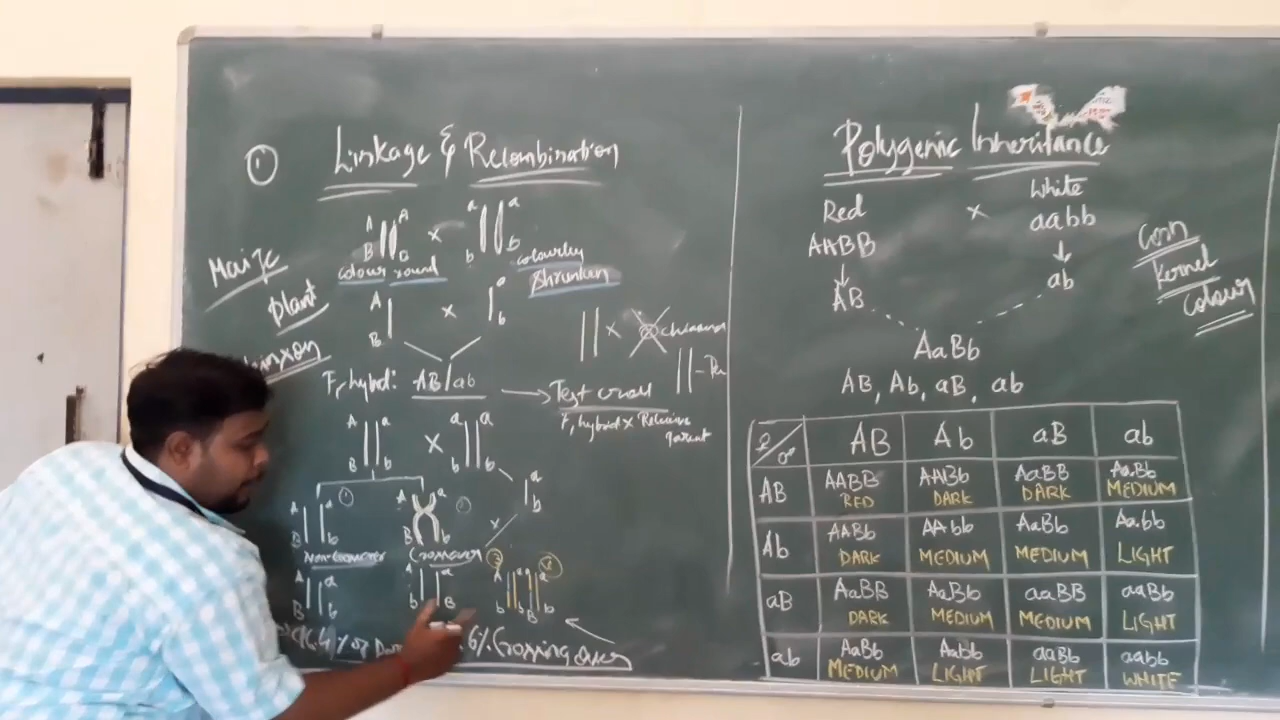 ① Linkage & Recombination
A A a a
B B × b b
colour round colourless
Shrunken
Maize
plant
A a
B × b
F₁ hybrid: AB/ab → Test cross
F₁ hybrid × Recessive
parent
A a a a
B b × b b
a
b
① 
A a A a
B b B b
Non-crossover Crossover
×
③ ④
A a A a
B b b B
A a a a
b b B b
6% Crossing over
Polygenic Inheritance
Red × White
AABB aabb
↓ ↓
AB ab
AaBb
AB, Ab, aB, ab
Corn
Kernel
Colour
♀ ♂ AB Ab aB ab
AB AABB AABb AaBB AaBb
RED DARK DARK MEDIUM
Ab AABb AAbb AaBb Aabb
DARK MEDIUM MEDIUM LIGHT
aB AaBB AaBb aaBB aaBb
DARK MEDIUM MEDIUM LIGHT
ab AaBb Aabb aaBb aabb
MEDIUM LIGHT LIGHT WHITE